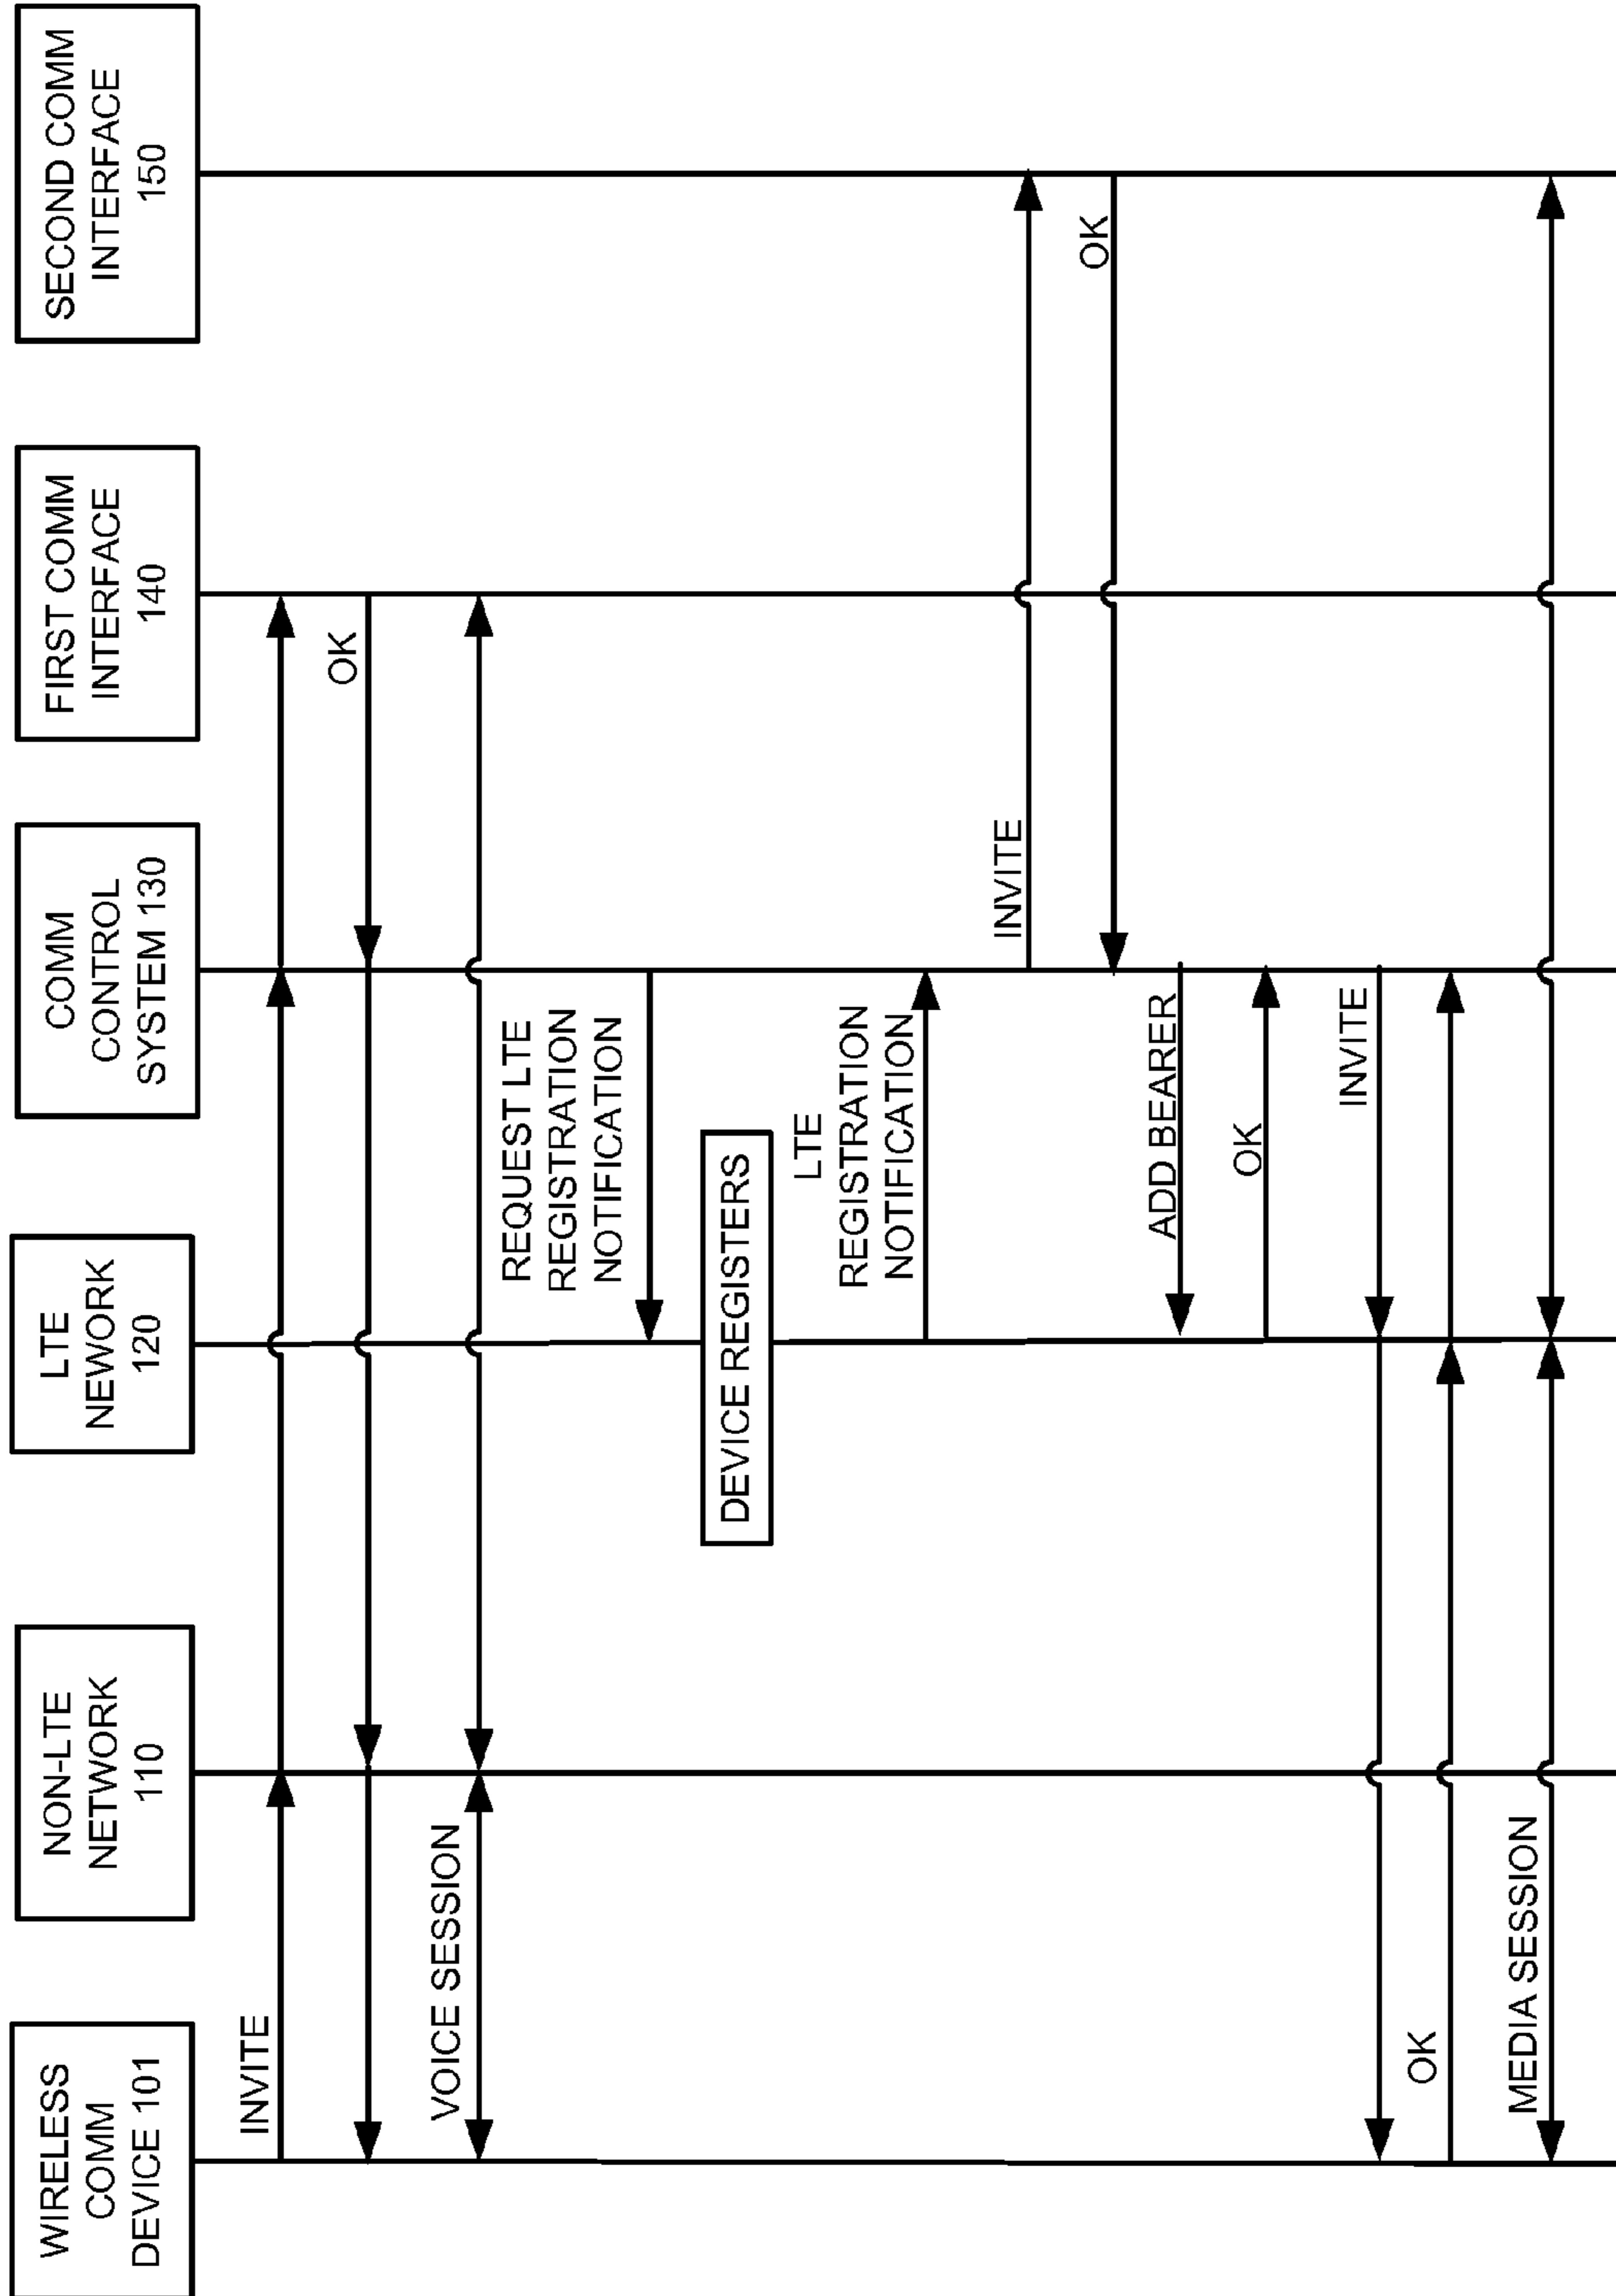 WIRELESS
COMM
DEVICE 101
NON-LTE
NETWORK
110
LTE
NEWORK
120
COMM
CONTROL
SYSTEM 130
FIRST COMM
INTERFACE
140
SECOND COMM
INTERFACE
150
INVITE
OK
VOICE SESSION
REQUEST LTE
REGISTRATION
NOTIFICATION
DEVICE REGISTERS
LTE
REGISTRATION
NOTIFICATION
INVITE
OK
ADD BEARER
OK
INVITE
OK
MEDIA SESSION